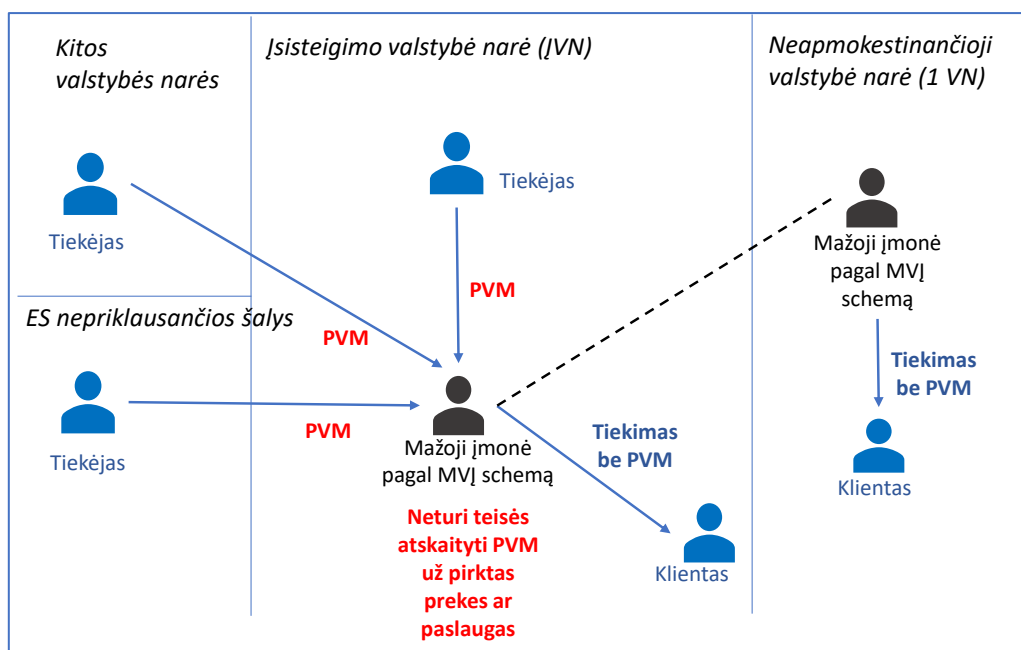 Kitos
valstybės narės
Tiekėjas
ES nepriklausančios šalys
Tiekėjas
Įsisteigimo valstybė narė (ĮVN)
Tiekėjas
PVM
PVM
PVM
Mažoji įmonė
pagal MVĮ schemą
Neturi teisės
atskaityti PVM
už pirktas
prekes ar
paslaugas
Tiekimas
be PVM
Klientas
Neapmokestinančioji
valstybė narė (1 VN)
Mažoji įmonė
pagal MVĮ
schemą
Tiekimas
be PVM
Klientas